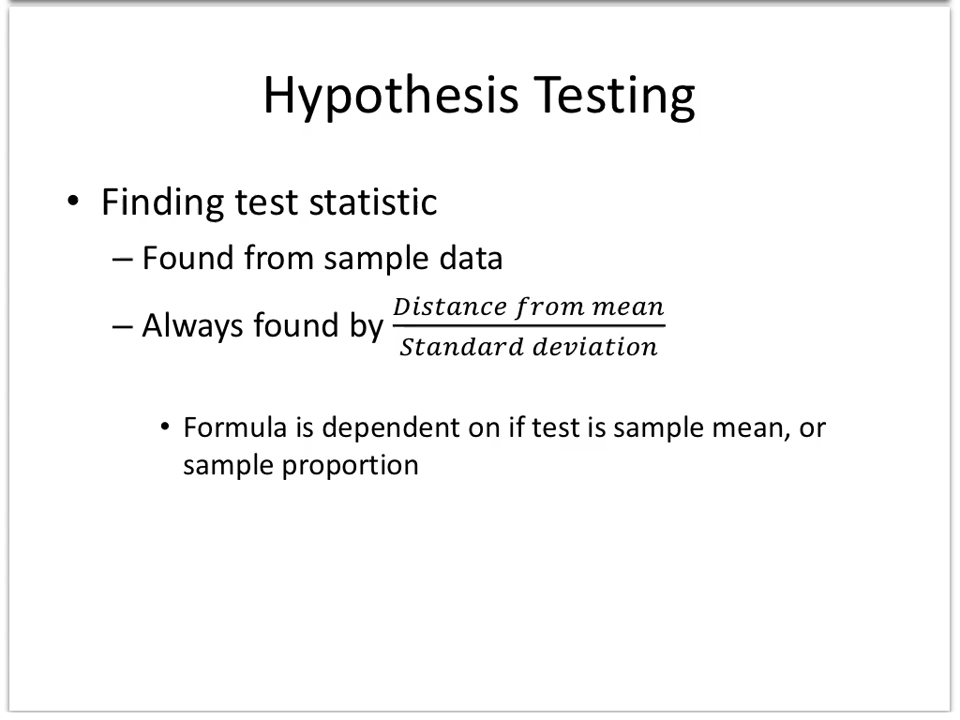 Hypothesis Testing
• Finding test statistic
– Found from sample data
– Always found by Distance from mean / Standard deviation
• Formula is dependent on if test is sample mean, or
sample proportion